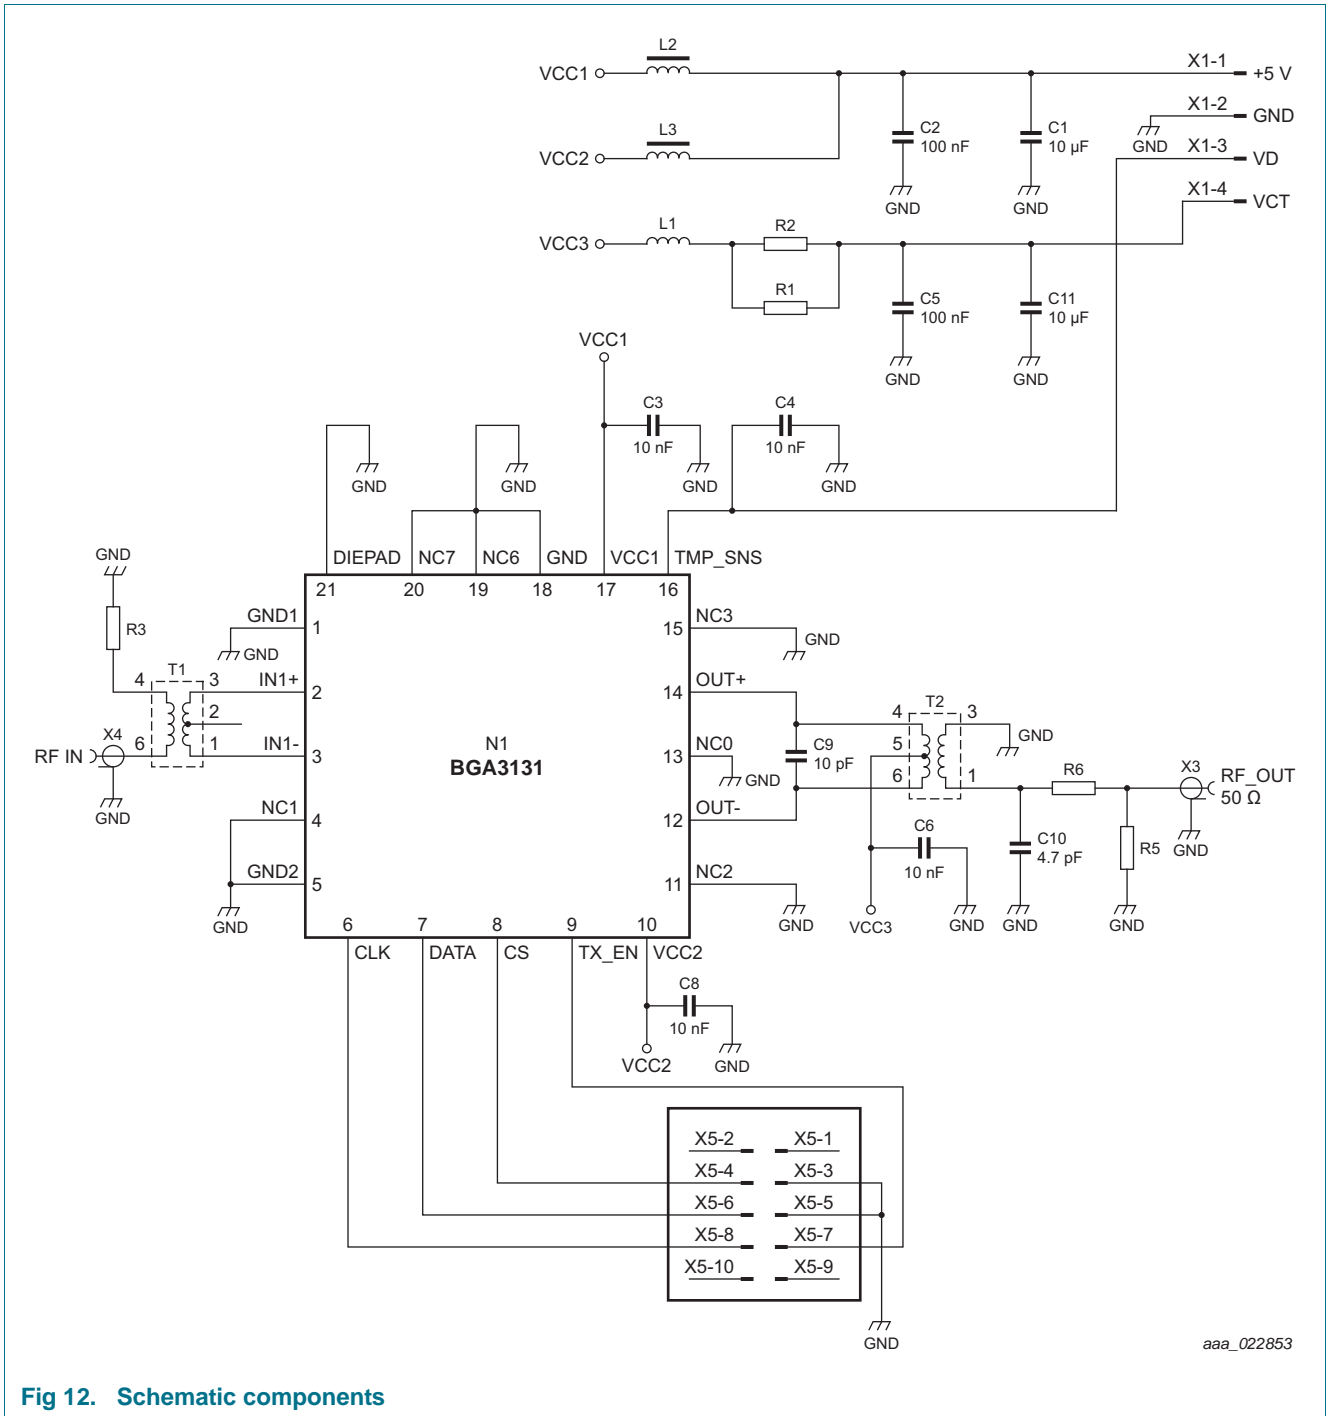 L2
VCC1
X1-1
+5 V
X1-2
GND
C2
100 nF
C1
10 µF
GND
L3
VCC2
X1-3
VD
GND
GND
X1-4
VCT
L1
R2
VCC3
R1
C5
100 nF
C11
10 µF
VCC1
GND
GND
C3
10 nF
C4
10 nF
GND
GND
GND
GND
GND
DIEPAD
NC7
NC6
GND
VCC1
TMP_SNS
21
20
19
18
17
16
R3
GND1
1
GND
15
NC3
GND
T1
4
3
IN1+
2
14
OUT+
2
T2
4
3
GND
X4
RF IN
6
1
IN1-
3
N1
BGA3131
13
NC0
GND
C9
10 pF
5
6
1
R6
X3
RF_OUT
50 Ω
GND
NC1
4
12
OUT-
C6
10 nF
C10
4.7 pF
R5
GND
GND2
5
11
NC2
GND
GND
VCC3
GND
GND
GND
6
7
8
9
10
CLK
DATA
CS
TX_EN
VCC2
C8
10 nF
VCC2
GND
X5-2
X5-1
X5-4
X5-3
X5-6
X5-5
X5-8
X5-7
X5-10
X5-9
GND
aaa_022853
Fig 12. Schematic components